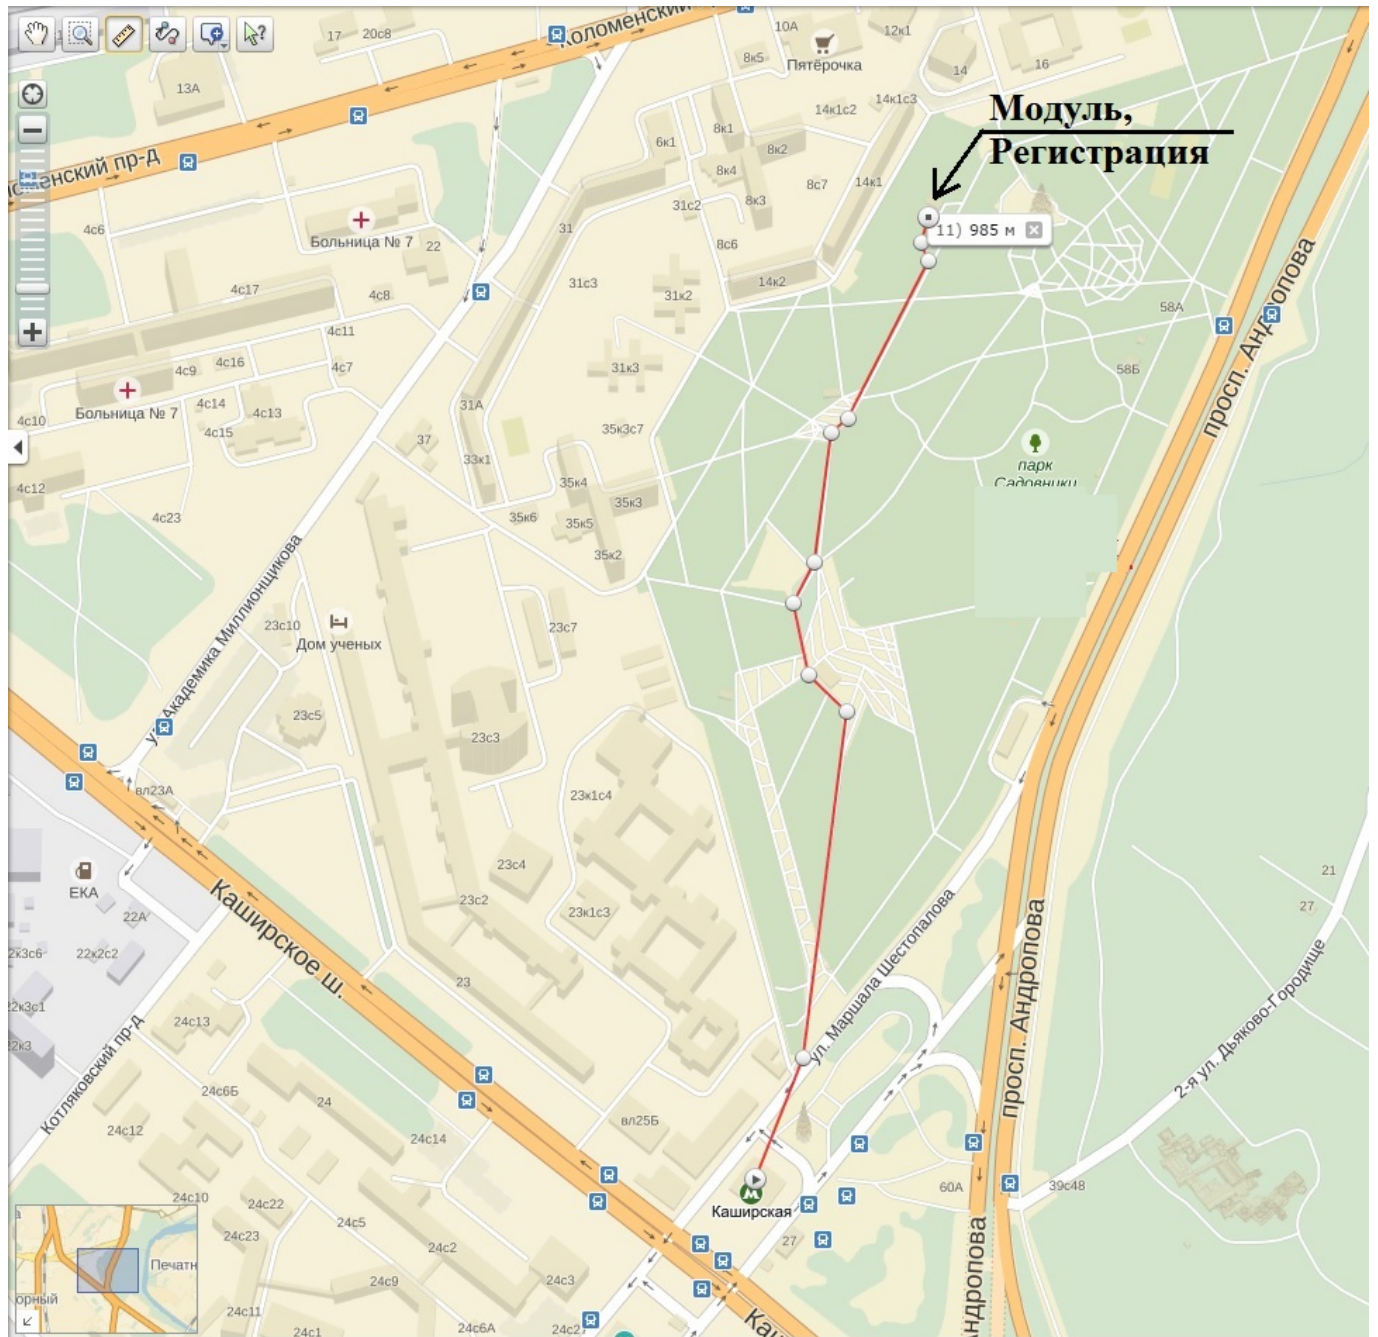 Коломенский
10А
12к1
17
20с8
8к5
Пятёрочка
14
16
13А
14к1с2
14к1с3
Модуль,
Регистрация
6к1
8к1
8к2
8к4
8с7
14к1
8к3
31с2
пр-д
4с6
Больница № 7
22
31
8с6
11) 985 м
31с3
14к2
4с17
4с8
31к2
58А
просп. Андропова
4с11
4с16
4с9
4с7
31к3
58Б
Больница № 7
4с10
4с14
4с13
4с15
31А
37
35к3с7
33к1
парк
Садовники
4с12
35к4
35к3
4с23
35к6
35к5
35к2
ул. Академика Миллионщикова
23с10
Дом ученых
23с7
23с5
23с3
вл23А
23к1с4
ЕКА
23с4
21
22А
23с2
23к1с3
27
Каширское ш.
22к2с2
23
ул. Маршала Шестопалова
просп. Андропова
2-я ул. Дьяково-Городище
24с13
Котляковский пр-д
24с6Б
24
24с12
24с14
вл25Б
24с10
24с22
Каширская
60А
39с48
24с5
24с23
24с2
27
Печатн
24с9
24с3
орный
24с11
24с1
24с6А
Андропова